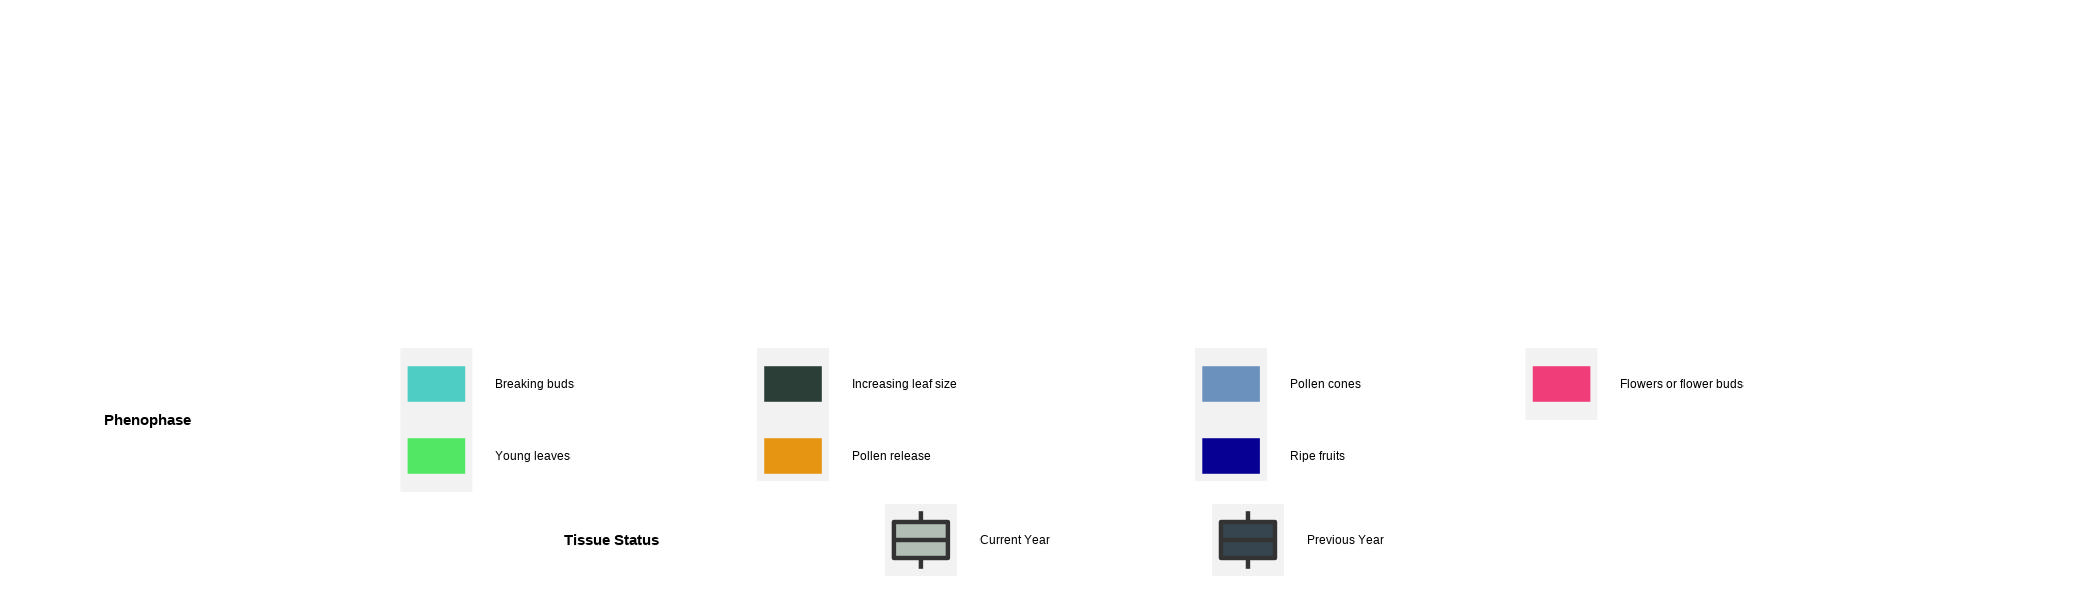 Breaking buds Increasing leaf size Pollen cones Flowers or flower buds
Phenophase
Young leaves Pollen release Ripe fruits
Tissue Status Current Year Previous Year